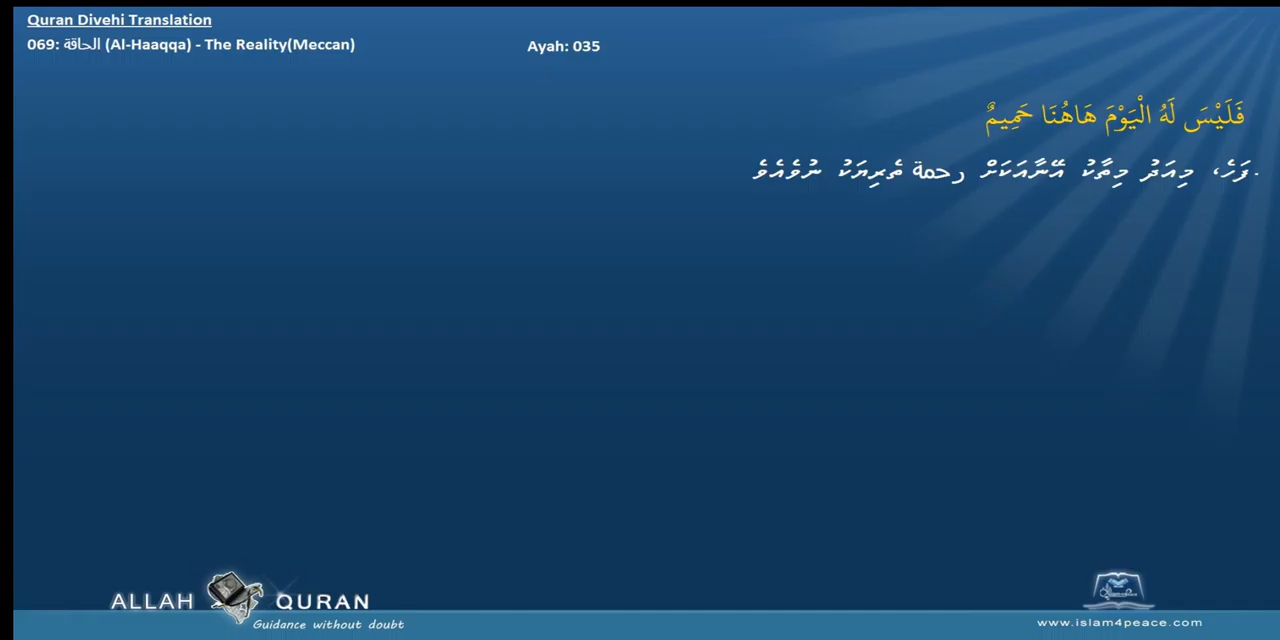 Quran Divehi Translation
069: الحاقة (Al-Haaqqa) - The Reality(Meccan)
Ayah: 035
فَلَيْسَ لَهُ الْيَوْمَ هَاهُنَا حَمِيمٌ
ފަހެ، މިއަދު މިތާކު އޭނާއަކަށް رحمة ތެރިޔަކު ނުވެއެވެ.
ALLAH QURAN
Guidance without doubt
www.islam4peace.com